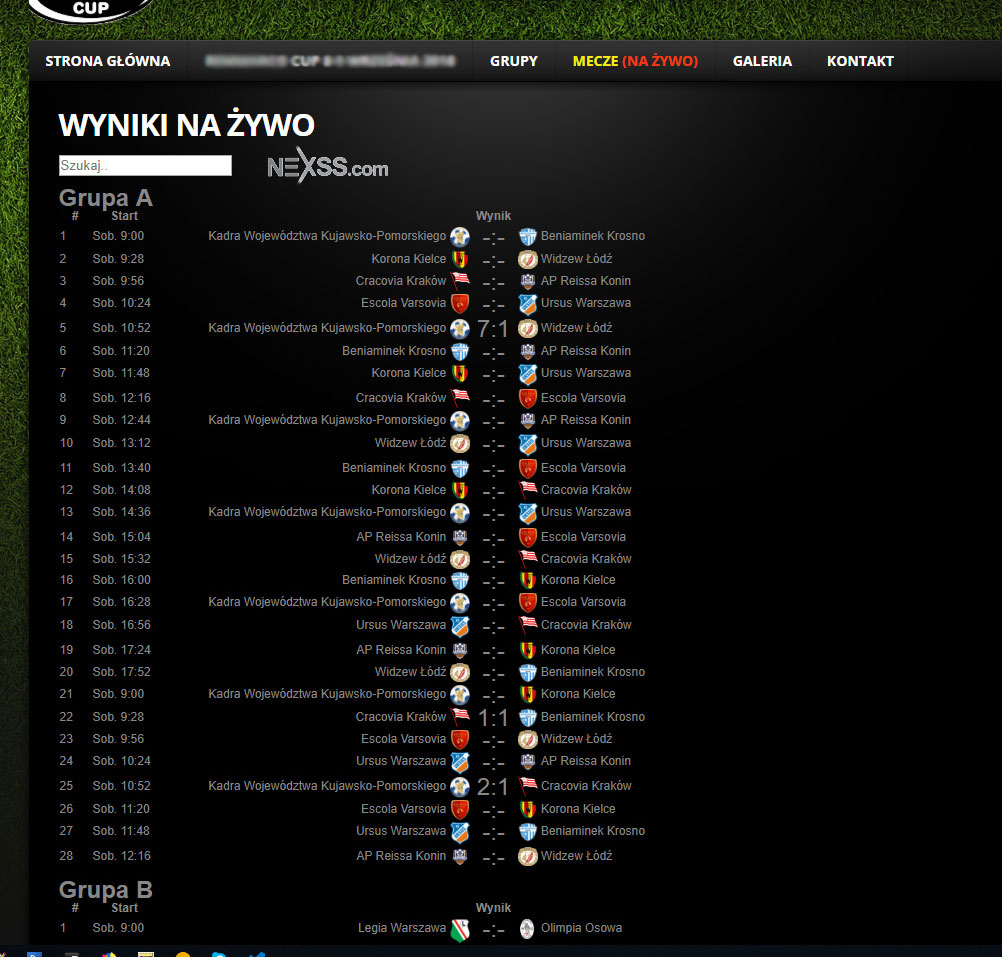 CUP
STRONA GŁÓWNA CUP WRZEŚNIA GRUPY MECZE (NA ŻYWO) GALERIA KONTAKT
WYNIKI NA ŻYWO
Szukaj.. NEXSS.com
Grupa A
# Start Wynik
1 Sob. 9:00 Kadra Województwa Kujawsko-Pomorskiego -:- Beniaminek Krosno
2 Sob. 9:28 Korona Kielce -:- Widzew Łódź
3 Sob. 9:56 Cracovia Kraków -:- AP Reissa Konin
4 Sob. 10:24 Escola Varsovia -:- Ursus Warszawa
5 Sob. 10:52 Kadra Województwa Kujawsko-Pomorskiego 7:1 Widzew Łódź
6 Sob. 11:20 Beniaminek Krosno -:- AP Reissa Konin
7 Sob. 11:48 Korona Kielce -:- Ursus Warszawa
8 Sob. 12:16 Cracovia Kraków -:- Escola Varsovia
9 Sob. 12:44 Kadra Województwa Kujawsko-Pomorskiego -:- AP Reissa Konin
10 Sob. 13:12 Widzew Łódź -:- Ursus Warszawa
11 Sob. 13:40 Beniaminek Krosno -:- Escola Varsovia
12 Sob. 14:08 Korona Kielce -:- Cracovia Kraków
13 Sob. 14:36 Kadra Województwa Kujawsko-Pomorskiego -:- Ursus Warszawa
14 Sob. 15:04 AP Reissa Konin -:- Escola Varsovia
15 Sob. 15:32 Widzew Łódź -:- Cracovia Kraków
16 Sob. 16:00 Beniaminek Krosno -:- Korona Kielce
17 Sob. 16:28 Kadra Województwa Kujawsko-Pomorskiego -:- Escola Varsovia
18 Sob. 16:56 Ursus Warszawa -:- Cracovia Kraków
19 Sob. 17:24 AP Reissa Konin -:- Korona Kielce
20 Sob. 17:52 Widzew Łódź -:- Beniaminek Krosno
21 Sob. 9:00 Kadra Województwa Kujawsko-Pomorskiego -:- Korona Kielce
22 Sob. 9:28 Cracovia Kraków 1:1 Beniaminek Krosno
23 Sob. 9:56 Escola Varsovia -:- Widzew Łódź
24 Sob. 10:24 Ursus Warszawa -:- AP Reissa Konin
25 Sob. 10:52 Kadra Województwa Kujawsko-Pomorskiego 2:1 Cracovia Kraków
26 Sob. 11:20 Escola Varsovia -:- Korona Kielce
27 Sob. 11:48 Ursus Warszawa -:- Beniaminek Krosno
28 Sob. 12:16 AP Reissa Konin -:- Widzew Łódź
Grupa B
# Start Wynik
1 Sob. 9:00 Legia Warszawa -:- Olimpia Osowa